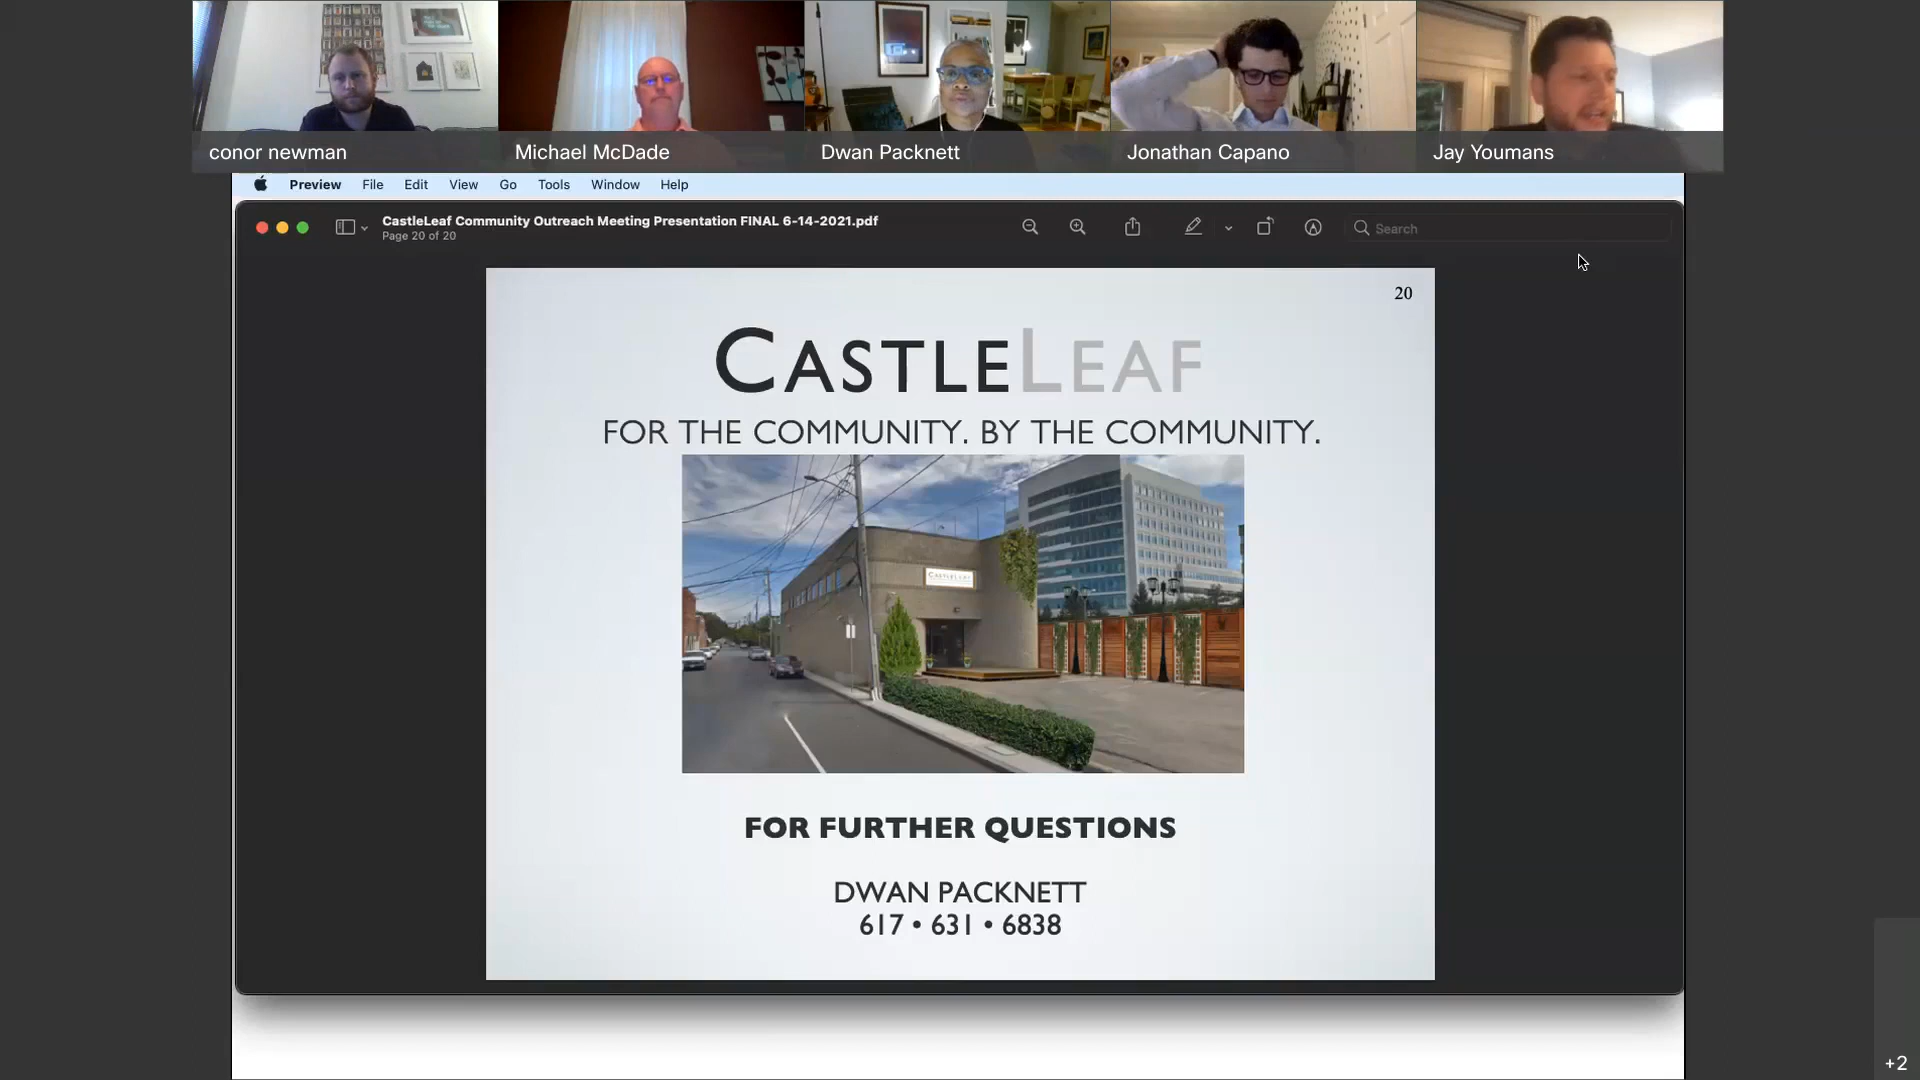 conor newman
Michael McDade
Dwan Packnett
Jonathan Capano
Jay Youmans
Preview File Edit View Go Tools Window Help
CastleLeaf Community Outreach Meeting Presentation FINAL 6-14-2021.pdf
Page 20 of 20
Search
20
CASTLELEAF
FOR THE COMMUNITY. BY THE COMMUNITY.
CASTLELEAF
FOR FURTHER QUESTIONS
DWAN PACKNETT
617 • 631 • 6838
+2